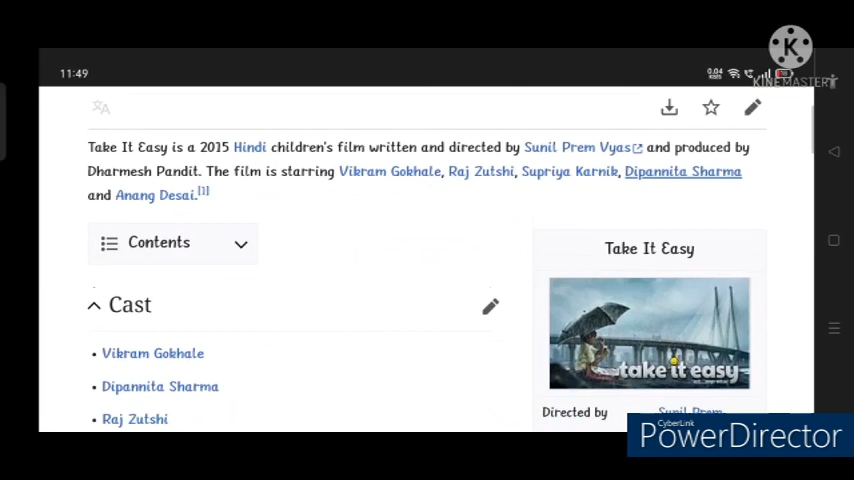 11:49
0.04
KB/S
K
KINEMASTER
Take It Easy is a 2015 Hindi children's film written and directed by Sunil Prem Vyas and produced by
Dharmesh Pandit. The film is starring Vikram Gokhale, Raj Zutshi, Supriya Karnik, Dipannita Sharma
and Anang Desai.[1]
Contents
Take It Easy
Cast
take it easy
• Vikram Gokhale
• Dipannita Sharma
• Raj Zutshi
Directed by Sunil Prem
CyberLink
PowerDirector